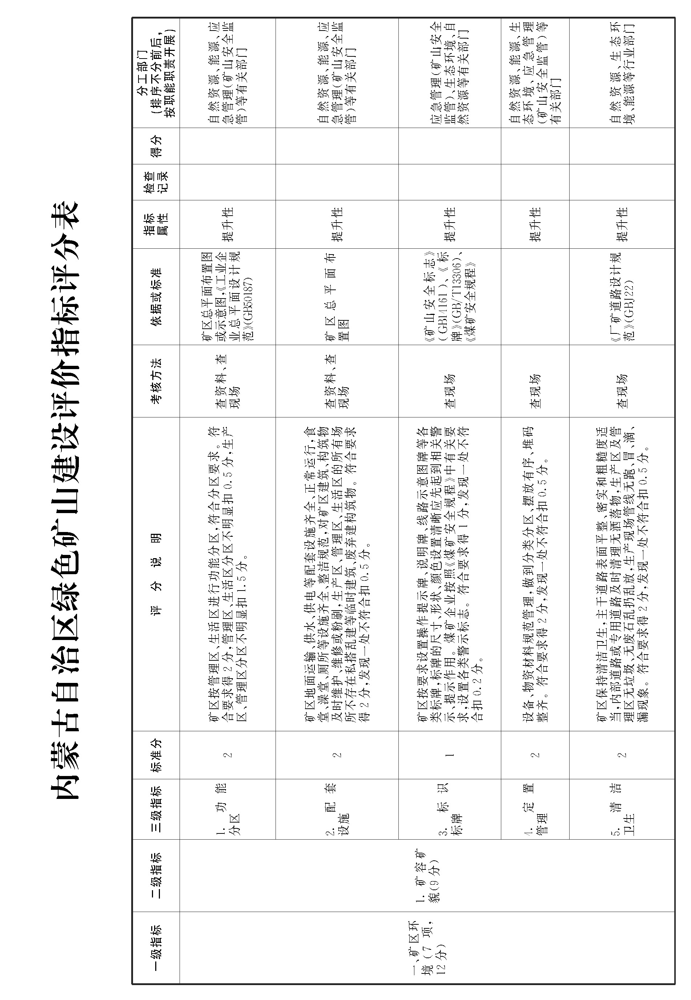 内蒙古自治区绿色矿山建设评价指标评分表
一级指标
二级指标
三级指标
标准分
评 分 说 明
考核方法
依据或标准
指标
属性
检查
记录
得分
分工部门
(排序不分前后,
按职能职责开展)
一、矿区环
境(7 项,
12分)
1. 矿容矿
貌(9分)
1. 功能
分区
2
矿区按管理区、生活区进行功能分区,符合分区要求。符
合要求得2分,管理区、生活区分区不明显扣0.5分,生产
区、管理区分区不明显扣1.5分。
查资料、查
现场
矿区总平面布置图
或示意图,《工业企
业总平面设计规
范》(GB50187)
提升性
自然资源、能源、应
急管理(矿山安全监
管)等有关部门
2. 配套
设施
2
矿区地面运输、供水、供电等配套设施齐全、正常运行,食
堂、澡堂、厕所等设施齐全、整洁规范,对矿区建筑、构筑物
及时维护、维修或粉刷,生产区、管理区、生活区的所有场
所不存在私搭乱建等临时建筑、废弃建构筑物。符合要求
得2分,发现一处不符合扣0.5分。
查资料、查
现场
矿区总平面布
置图
提升性
自然资源、能源、应
急管理(矿山安全监
管)等有关部门
3. 标识
标牌
1
矿区按要求设置操作提示牌、说明牌、线路示意图牌等各
类标牌,标牌的尺寸、形状、颜色设置清晰应先起到相关警
示、提示作用。煤矿企业按照《煤矿安全规程》中有关要
求,设置各类警示标志。符合要求得1分,发现一处不符
合扣0.2分。
查现场
《矿山安全标志》
(GB14161)、《标
牌》(GB/T13306)、
《煤矿安全规程》
提升性
应急管理(矿山安全
监管)、生态环境、自
然资源等有关部门
4. 定置
管理
2
设备、物资材料规范管理,做到分类分区、摆放有序、堆码
整齐。符合要求得2分,发现一处不符合扣0.5分。
查现场
提升性
自然资源、能源、生
态环境、应急管理
(矿山安全监管)等
有关部门
5. 清洁
卫生
2
矿区保持清洁卫生,主干道路表面平整、密实和粗糙度适
当,内部道路或专用道路及时清理无洒落物,生产区及管
理区无垃圾、无废石乱扔乱放,生产现场管线无跑、冒、滴、
漏现象。符合要求得2分,发现一处不符合扣0.5分。
查现场
《厂矿道路设计规
范》(GBJ22)
提升性
自然资源、生态环
境、能源等行业部门